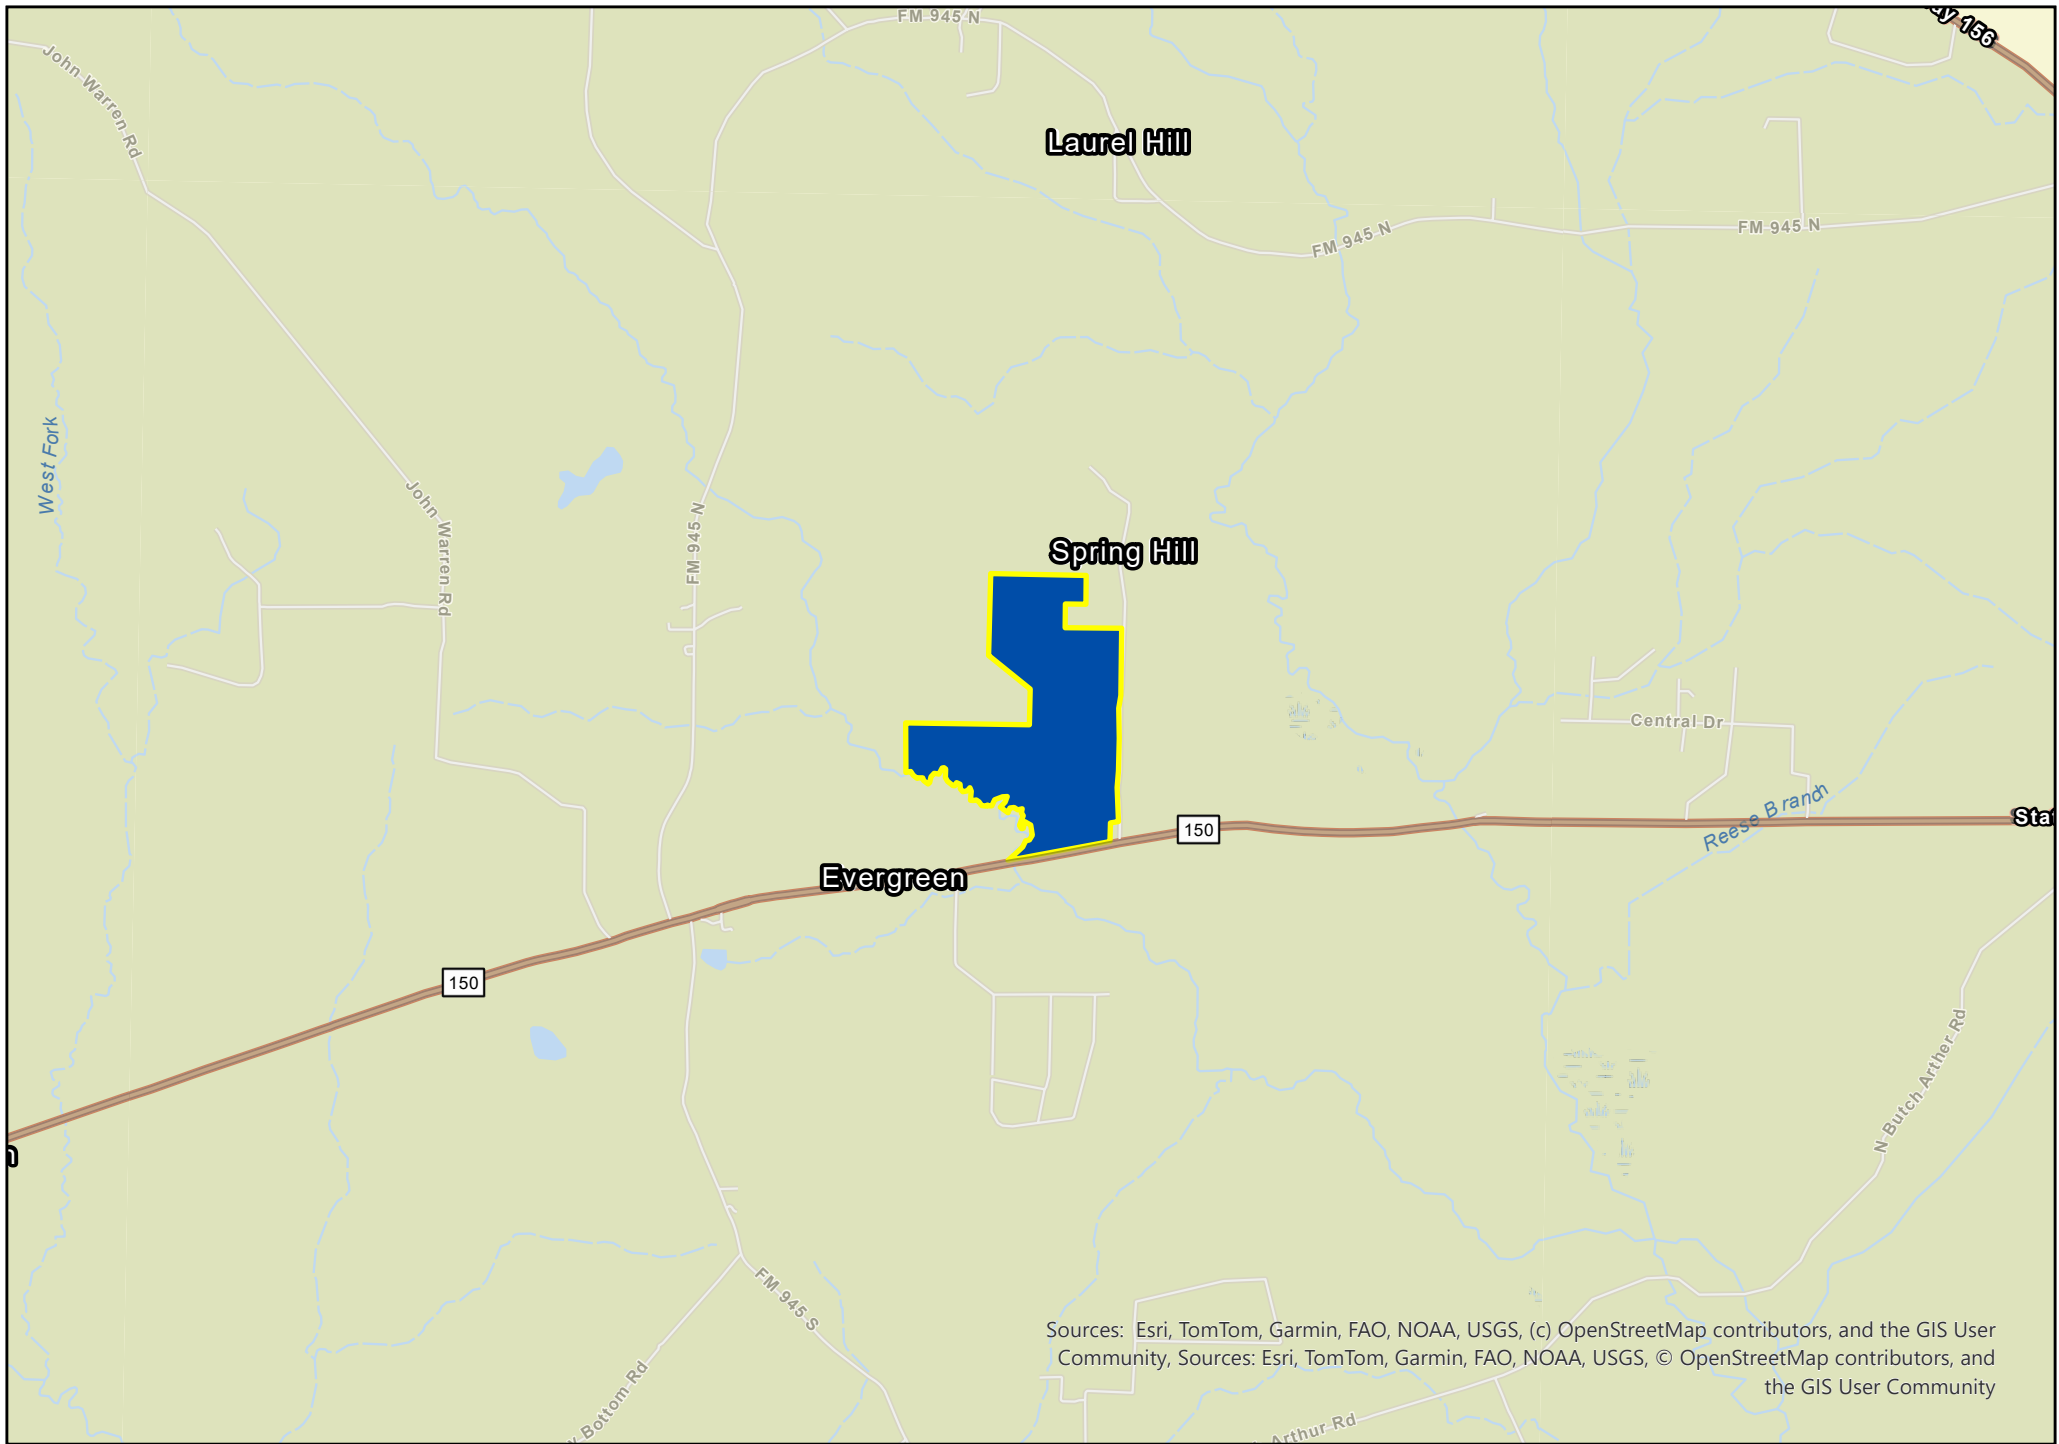 FM 945 N
ay 156
John Warren Rd
Laurel Hill
FM 945 N
FM 945 N
West Fork
John Warren Rd
FM 945 N
Spring Hill
Central Dr
Reese Branch
150
Stat
Evergreen
150
N Butch Arther Rd
n
FM 945 S
Sources: Esri, TomTom, Garmin, FAO, NOAA, USGS, (c) OpenStreetMap contributors, and the GIS User
Community, Sources: Esri, TomTom, Garmin, FAO, NOAA, USGS, © OpenStreetMap contributors, and
the GIS User Community
Bottom Rd
Arthur Rd